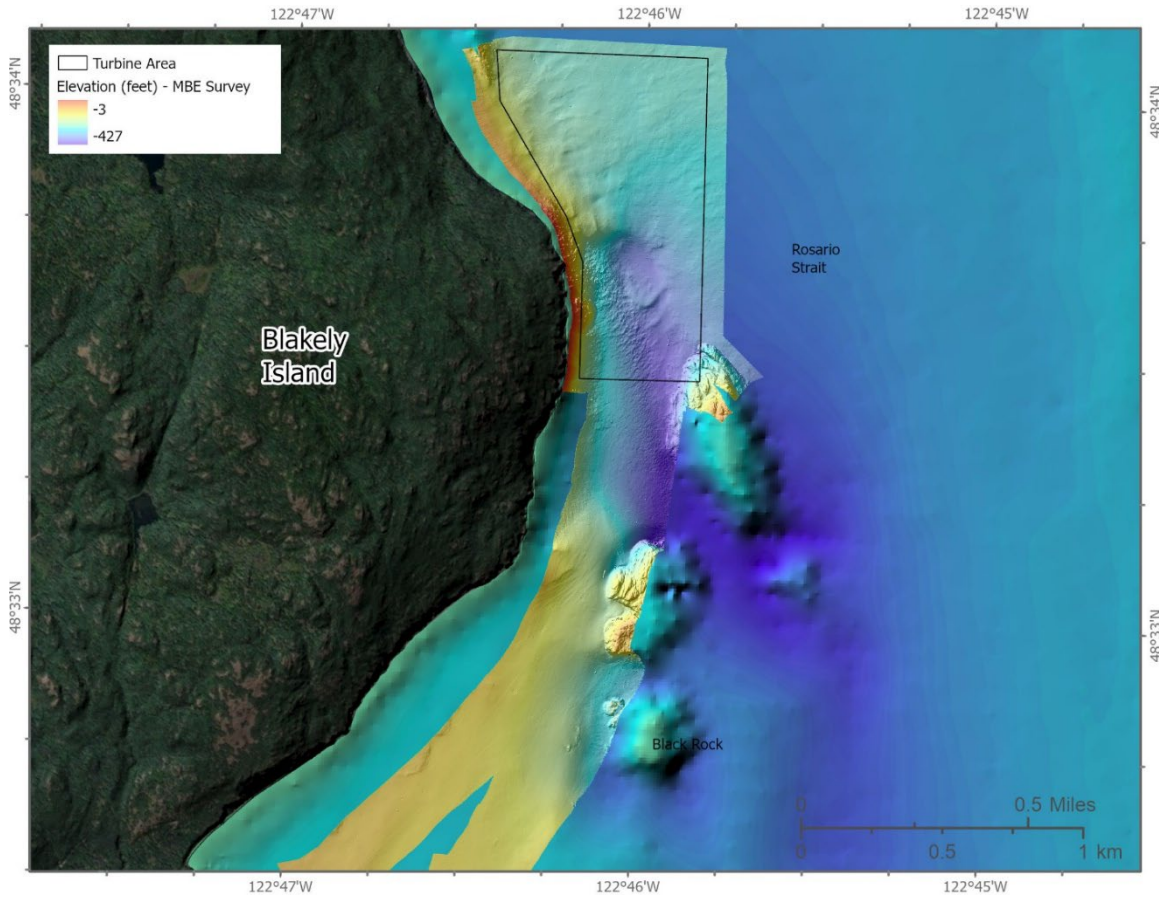 122°47'W
122°46'W
122°45'W
Turbine Area
Elevation (feet) - MBE Survey
-3
-427
48°34'N
48°34'N
Rosario
Strait
Blakely
Island
48°33'N
48°33'N
Black Rock
0
0.5 Miles
0
0.5
1 km
122°47'W
122°46'W
122°45'W